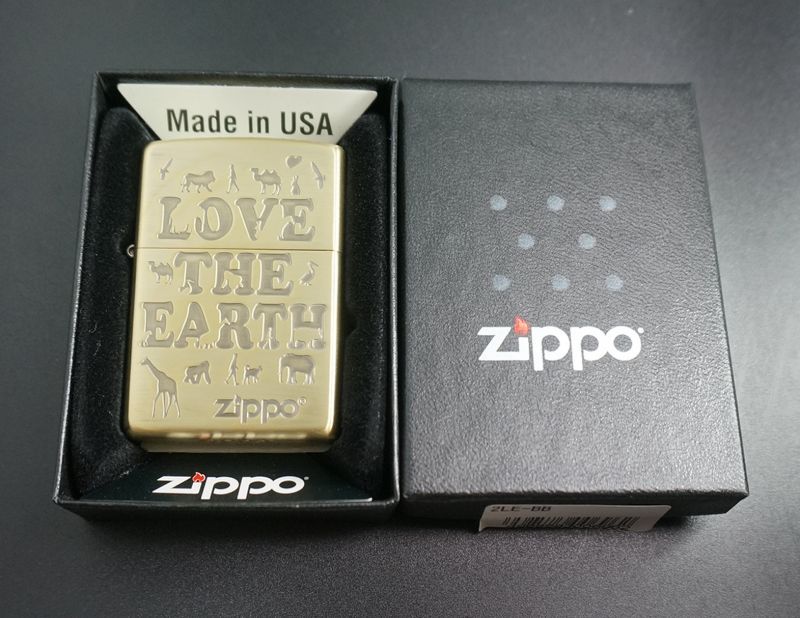 Made in USA
LOVE
THE
EARTH
zippo
zippo
zippo
2LE-BB